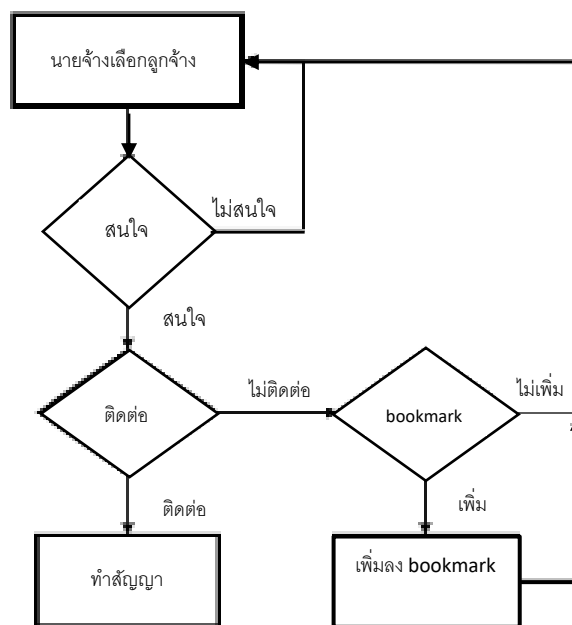 นายจ้างเลือกลูกจ้าง
ไม่สนใจ
สนใจ
สนใจ
ไม่ติดต่อ
ไม่เพิ่ม
ติดต่อ
bookmark
ติดต่อ
เพิ่ม
ทำสัญญา
เพิ่มลง bookmark